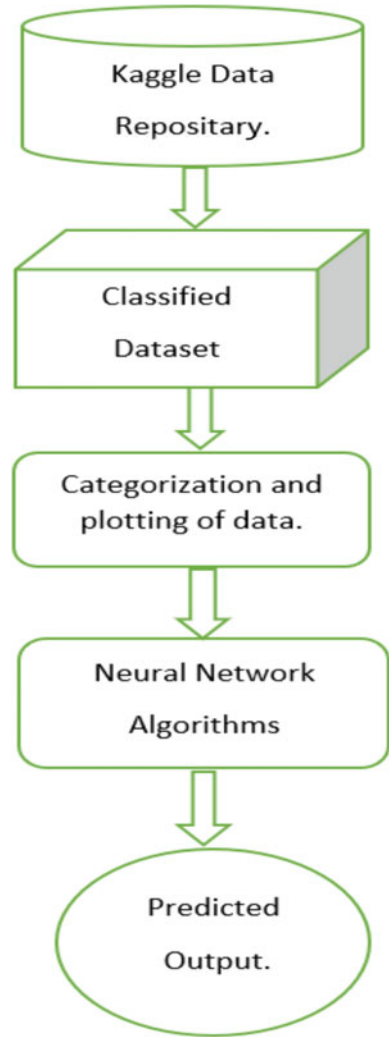 Kaggle Data
Repositary.
Classified
Dataset
Categorization and
plotting of data.
Neural Network
Algorithms
Predicted
Output.